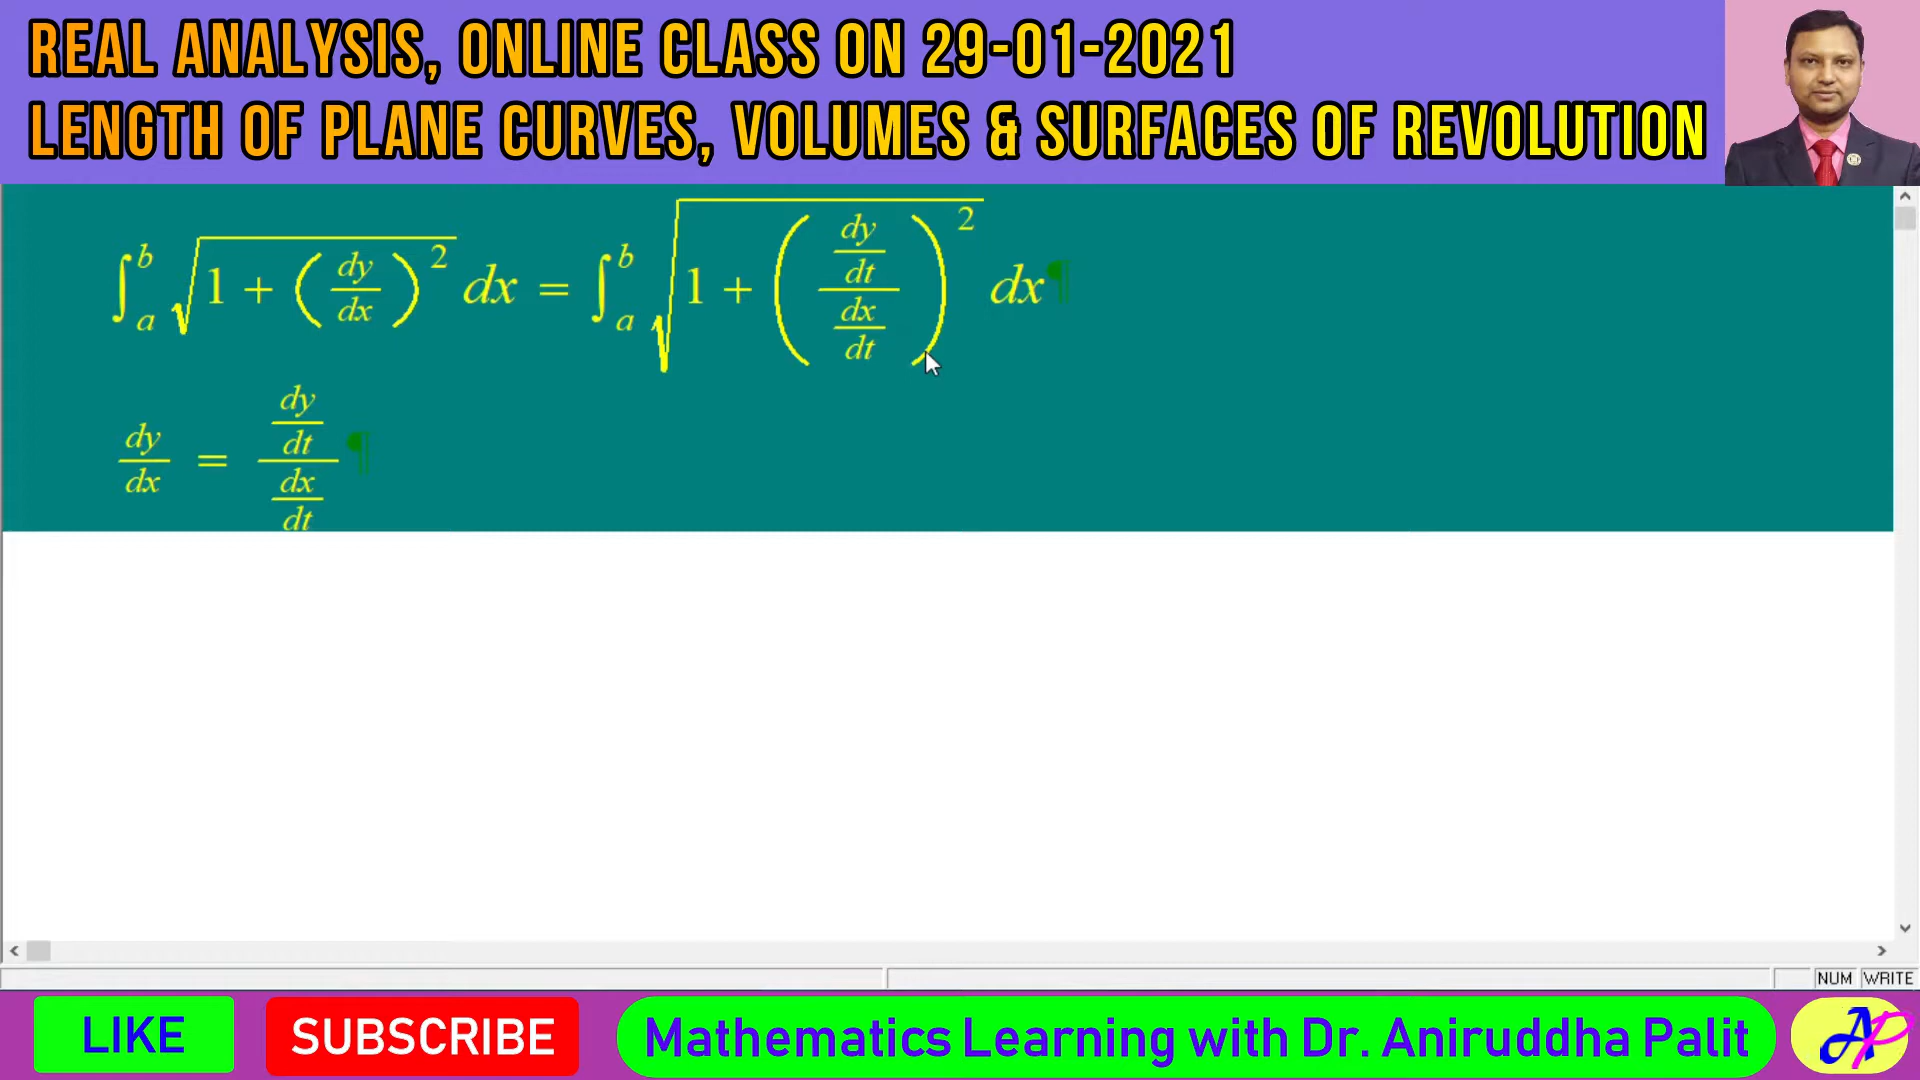 REAL ANALYSIS, ONLINE CLASS ON 29-01-2021
LENGTH OF PLANE CURVES, VOLUMES & SURFACES OF REVOLUTION
∫_a^b √(1 + (dy/dx)^2) dx = ∫_a^b √(1 + ((dy/dt)/(dx/dt))^2) dx¶
dy/dx = (dy/dt)/(dx/dt)¶
NUM WRITE
LIKE SUBSCRIBE Mathematics Learning with Dr. Aniruddha Palit AP